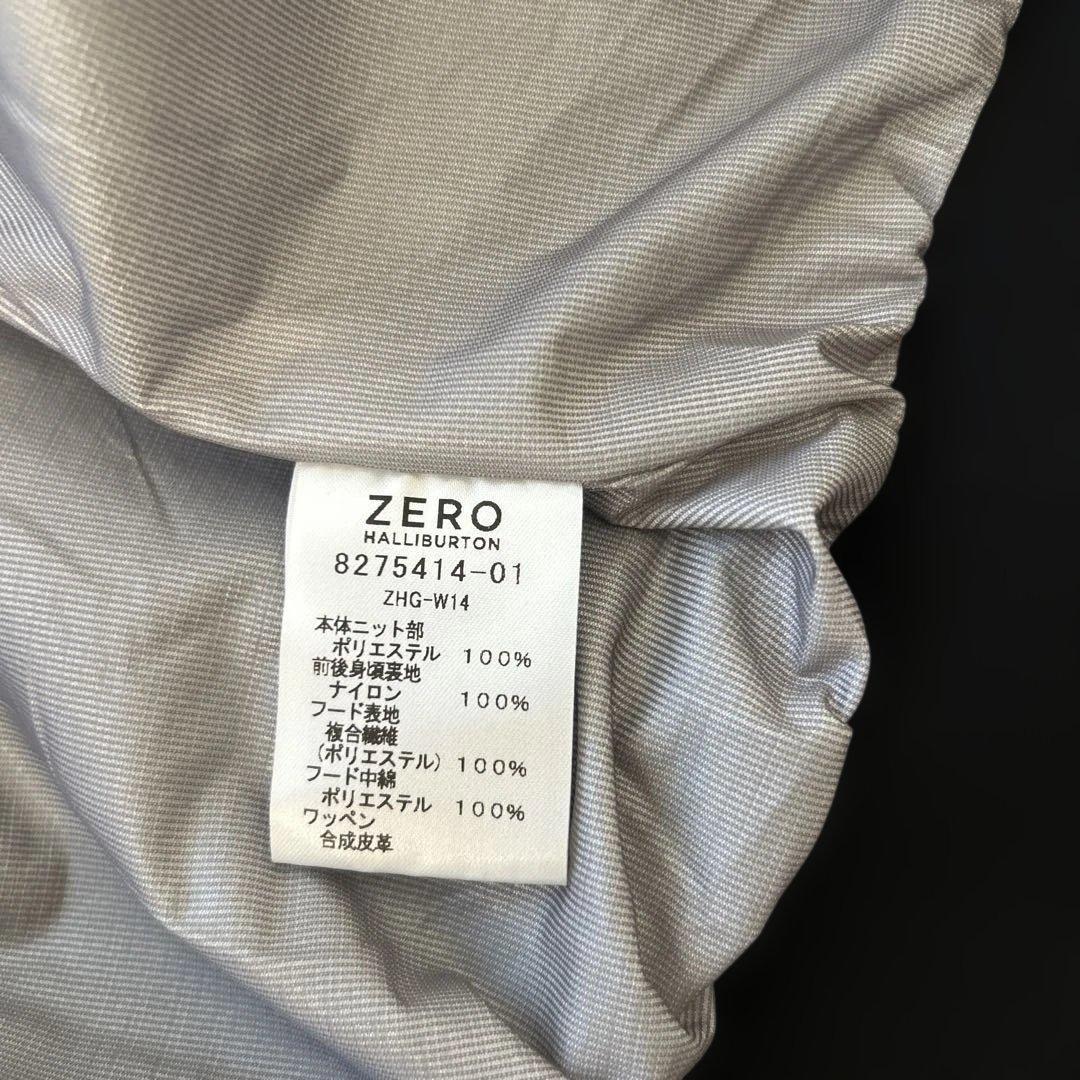 ZERO
HALLIBURTON
8275414-01
ZHG-W14
本体ニット部
ポリエステル 100%
前後身頃裏地
ナイロン 100%
フード表地
複合繊維
(ポリエステル) 100%
フード中綿
ポリエステル 100%
ワッペン
合成皮革